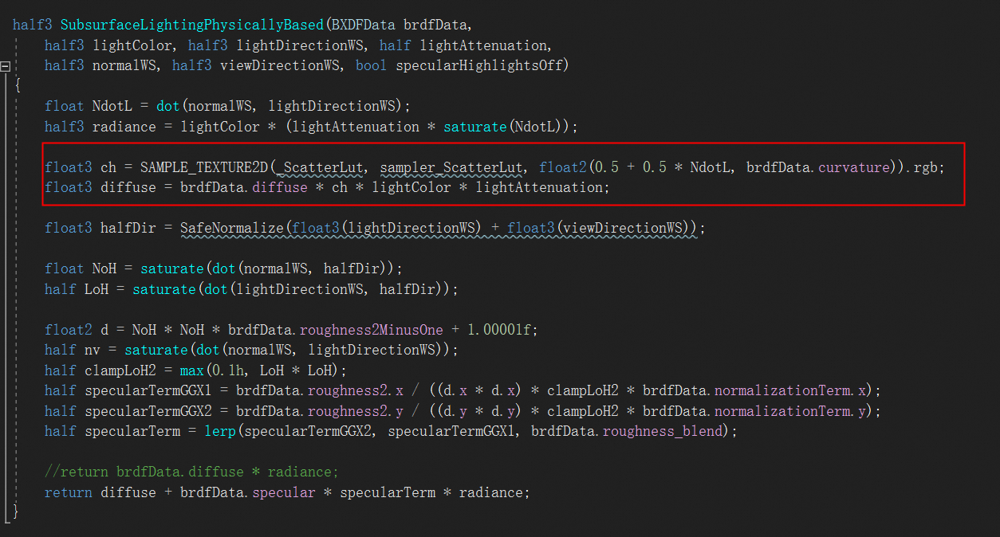 half3 SubsurfaceLightingPhysicallyBased(BXDFData brdfData,
    half3 lightColor, half3 lightDirectionWS, half lightAttenuation,
    half3 normalWS, half3 viewDirectionWS, bool specularHighlightsOff)
{
    float NdotL = dot(normalWS, lightDirectionWS);
    half3 radiance = lightColor * (lightAttenuation * saturate(NdotL));
    float3 ch = SAMPLE_TEXTURE2D(_ScatterLut, sampler_ScatterLut, float2(0.5 + 0.5 * NdotL, brdfData.curvature)).rgb;
    float3 diffuse = brdfData.diffuse * ch * lightColor * lightAttenuation;
    float3 halfDir = SafeNormalize(float3(lightDirectionWS) + float3(viewDirectionWS));
    float NoH = saturate(dot(normalWS, halfDir));
    half LoH = saturate(dot(lightDirectionWS, halfDir));
    float2 d = NoH * NoH * brdfData.roughness2MinusOne + 1.00001f;
    half nv = saturate(dot(normalWS, lightDirectionWS));
    half clampLoH2 = max(0.1h, LoH * LoH);
    half specularTermGGX1 = brdfData.roughness2.x / ((d.x * d.x) * clampLoH2 * brdfData.normalizationTerm.x);
    half specularTermGGX2 = brdfData.roughness2.y / ((d.y * d.y) * clampLoH2 * brdfData.normalizationTerm.y);
    half specularTerm = lerp(specularTermGGX2, specularTermGGX1, brdfData.roughness_blend);
    //return brdfData.diffuse * radiance;
    return diffuse + brdfData.specular * specularTerm * radiance;
}